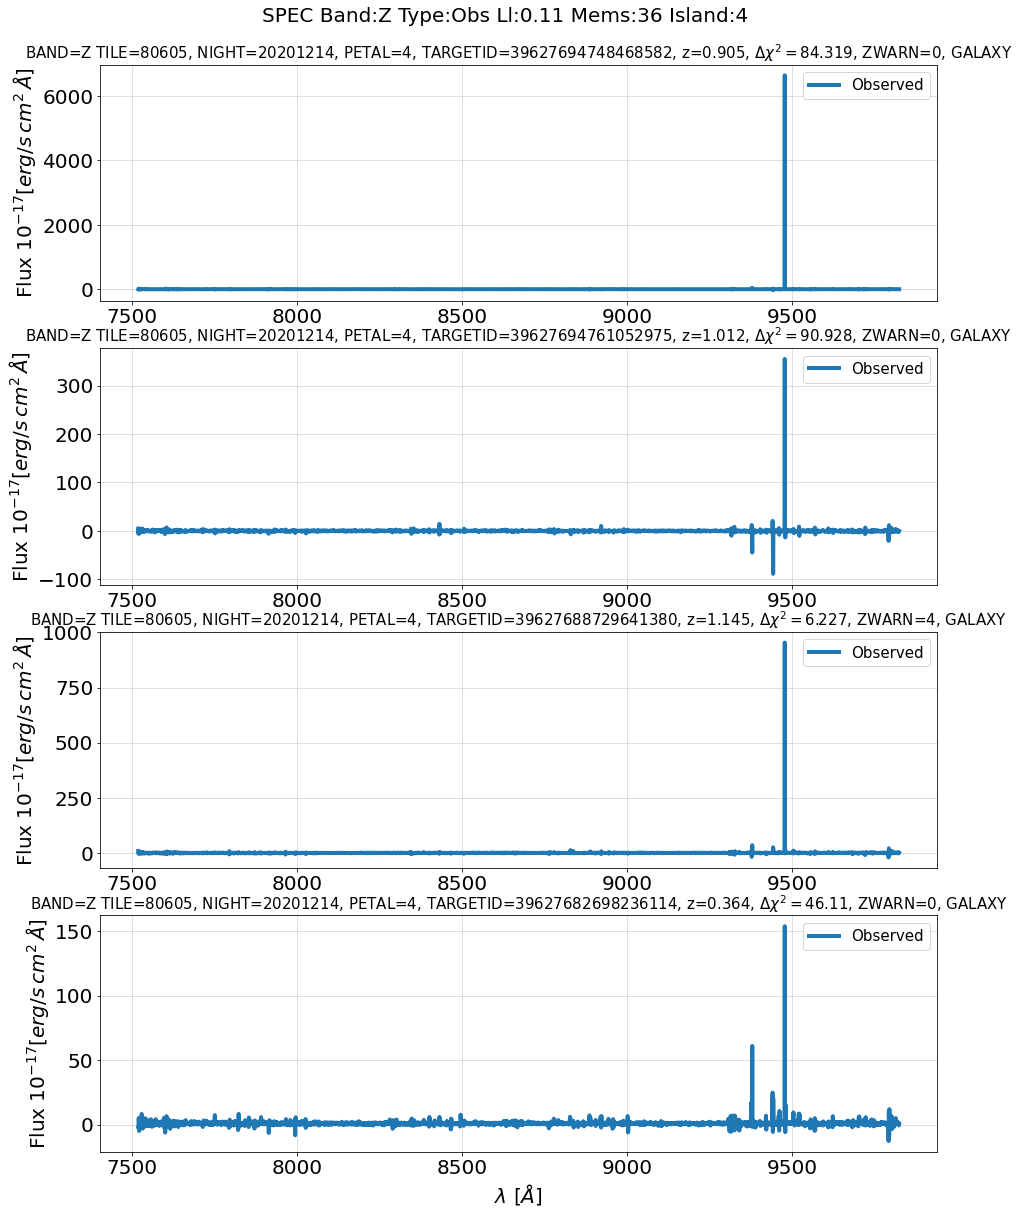 SPEC Band:Z Type:Obs Ll:0.11 Mems:36 Island:4
BAND=Z TILE=80605, NIGHT=20201214, PETAL=4, TARGETID=39627694748468582, z=0.905, Δχ² = 84.319, ZWARN=0, GALAXY
Flux 10⁻¹⁷[erg/s cm² Å]
6000
4000
2000
0
Observed
7500 8000 8500 9000 9500
BAND=Z TILE=80605, NIGHT=20201214, PETAL=4, TARGETID=396276947761052975, z=1.012, Δχ² = 90.928, ZWARN=0, GALAXY
Flux 10⁻¹⁷[erg/s cm² Å]
300
200
100
0
−100
Observed
7500 8000 8500 9000 9500
BAND=Z TILE=80605, NIGHT=20201214, PETAL=4, TARGETID=39627688729641380, z=1.145, Δχ² = 6.227, ZWARN=4, GALAXY
Flux 10⁻¹⁷[erg/s cm² Å]
1000
750
500
250
0
Observed
7500 8000 8500 9000 9500
BAND=Z TILE=80605, NIGHT=20201214, PETAL=4, TARGETID=39627682698236114, z=0.364, Δχ² = 46.11, ZWARN=0, GALAXY
Flux 10⁻¹⁷[erg/s cm² Å]
150
100
50
0
Observed
7500 8000 8500 9000 9500
λ [Å]